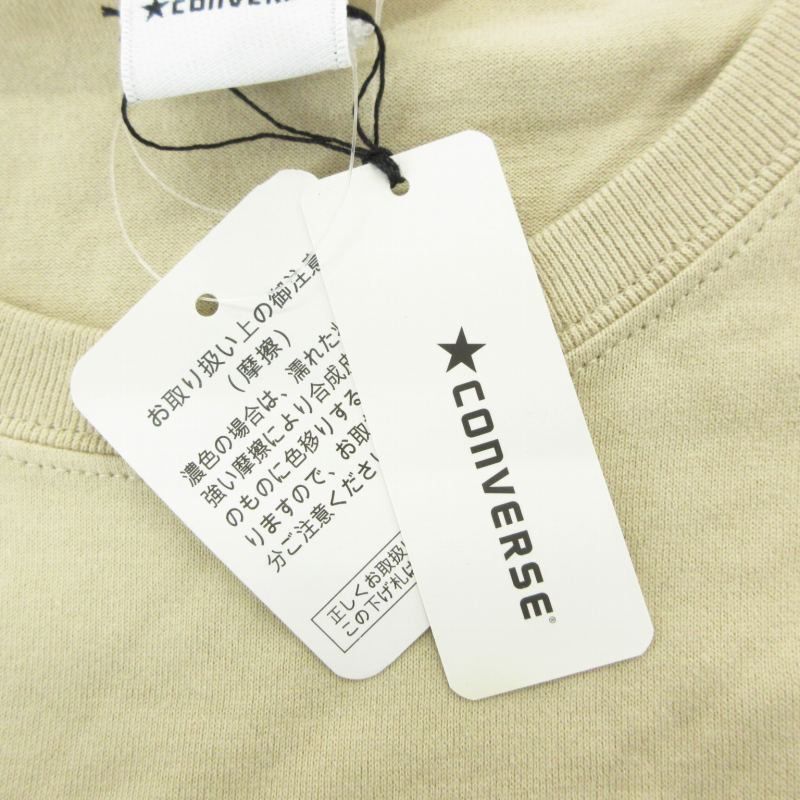 ★CONVERSE
お取り扱い上の御注意
(摩擦)
濃色の場合は、濡れた
強い摩擦により合成皮
のものに色移りする
りますので、お取
分ご注意くださ
正しくお取扱い
この下げ札は
★CONVERSE®